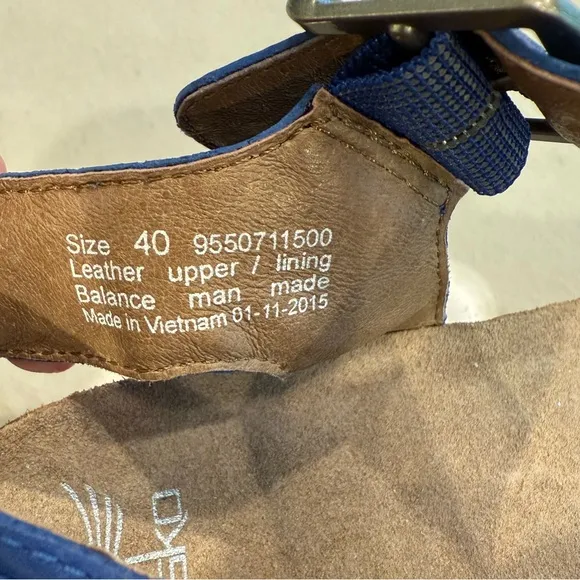 Size 40 9550711500
Leather upper / lining
Balance man made
Made in Vietnam 01-11-2015